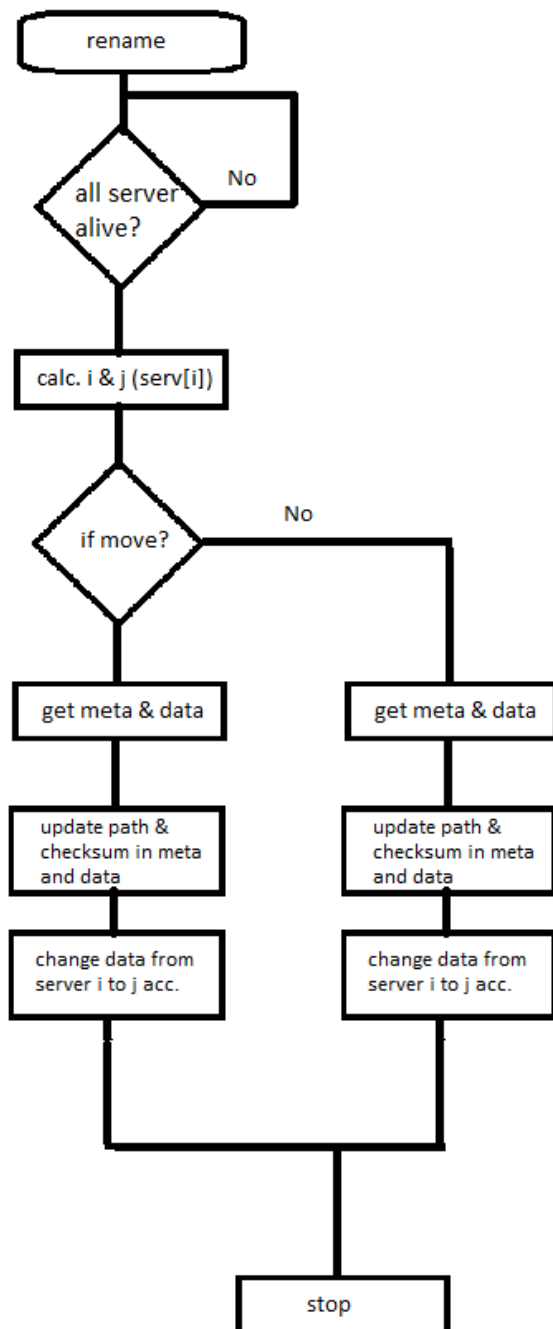 rename
No
all server
alive?
calc. i & j (serv[i])
No
if move?
get meta & data
get meta & data
update path &
checksum in meta
and data
update path &
checksum in meta
and data
change data from
server i to j acc.
change data from
server i to j acc.
stop